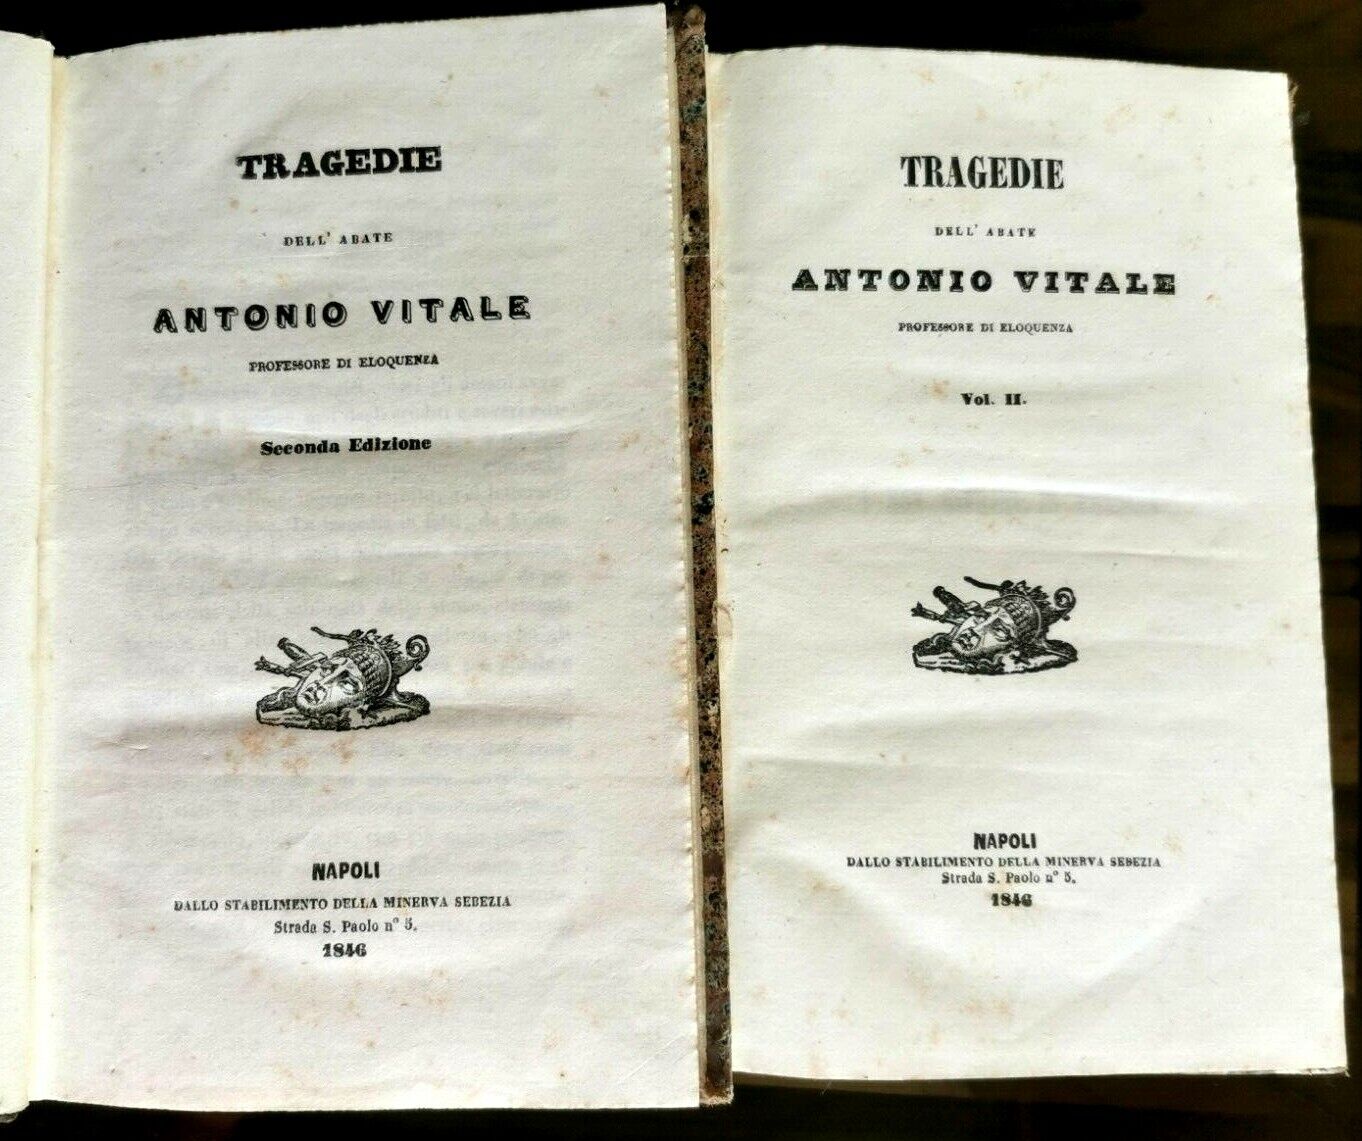 TRAGEDIE
DELL' ABATE
ANTONIO VITALE
PROFESSORE DI ELOQUENZA
Seconda Edizione
NAPOLI
DALLO STABILIMENTO DELLA MINERVA SEBEZIA
Strada S. Paolo n° 5.
1846
TRAGEDIE
DELL' ABATE
ANTONIO VITALE
PROFESSORE DI ELOQUENZA
Vol. II.
NAPOLI
DALLO STABILIMENTO DELLA MINERVA SEBEZIA
Strada S. Paolo n° 5.
1846